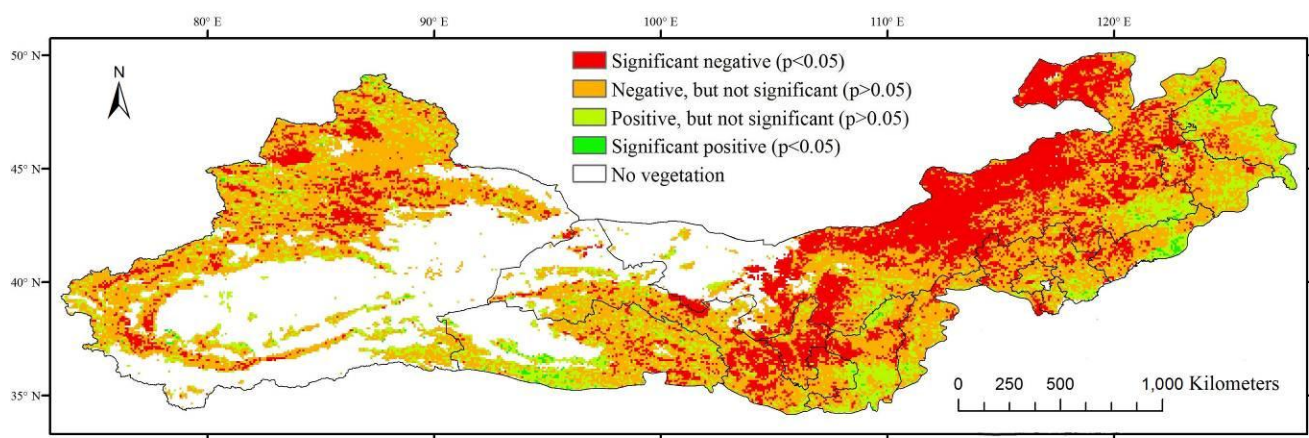 80° E 90° E 100° E 110° E 120° E
50° N
45° N
40° N
35° N
N
Significant negative (p<0.05)
Negative, but not significant (p>0.05)
Positive, but not significant (p>0.05)
Significant positive (p<0.05)
No vegetation
0 250 500 1,000 Kilometers